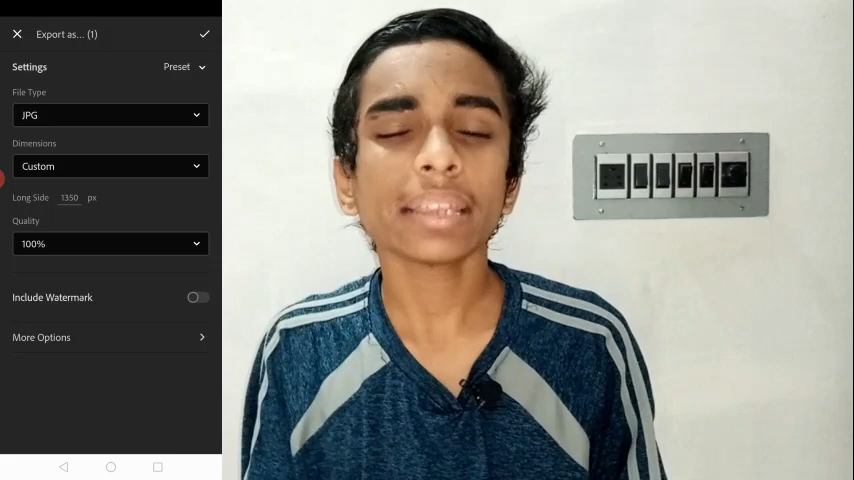 Export as... (1)
Settings
Preset
File Type
JPG
Dimensions
Custom
Long Side 1350 px
Quality
100%
Include Watermark
More Options